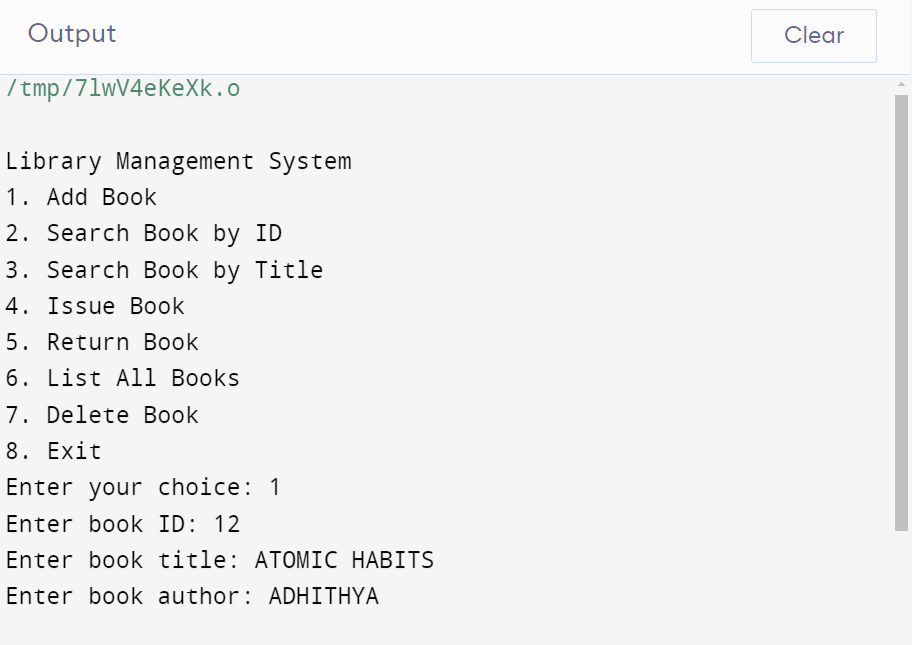 Output
Clear
/tmp/7lwV4eKeXk.o
Library Management System
1. Add Book
2. Search Book by ID
3. Search Book by Title
4. Issue Book
5. Return Book
6. List All Books
7. Delete Book
8. Exit
Enter your choice: 1
Enter book ID: 12
Enter book title: ATOMIC HABITS
Enter book author: ADHITHYA